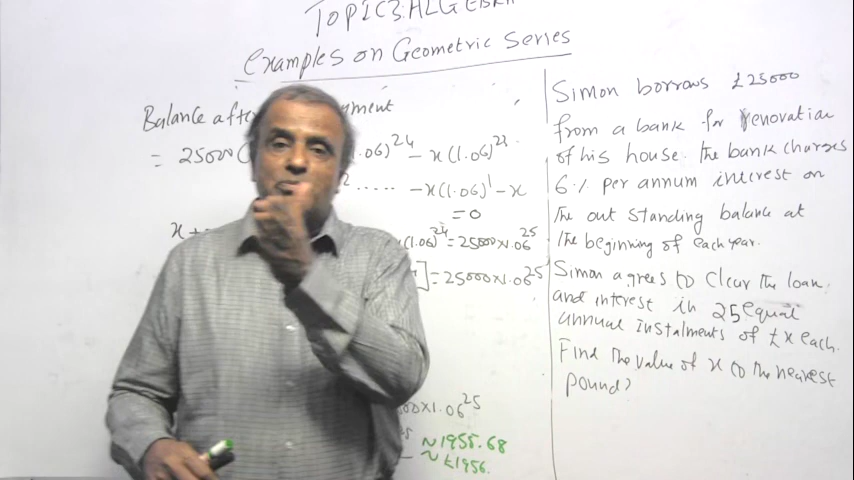 TOPIC3:ALGEBRA
Examples on Geometric Series
Balance after
= 25000(
1.06)^24 - x(1.06)^23
..... - x(1.06)^1 - x
= 0
x +
(1.06)^24 = 25000×1.06^25
] = 25000×1.06^25
00×1.06^25
≈ 1955.68
≈ £1956.
Simon borrows £25000
from a bank for renovation
of his house. The bank charges
6% per annum interest on
the out standing balance at
the beginning of each year.
Simon agrees to clear the loan
and interest in 25 equal
annual instalments of £x each.
Find the value of x to the nearest
pound?